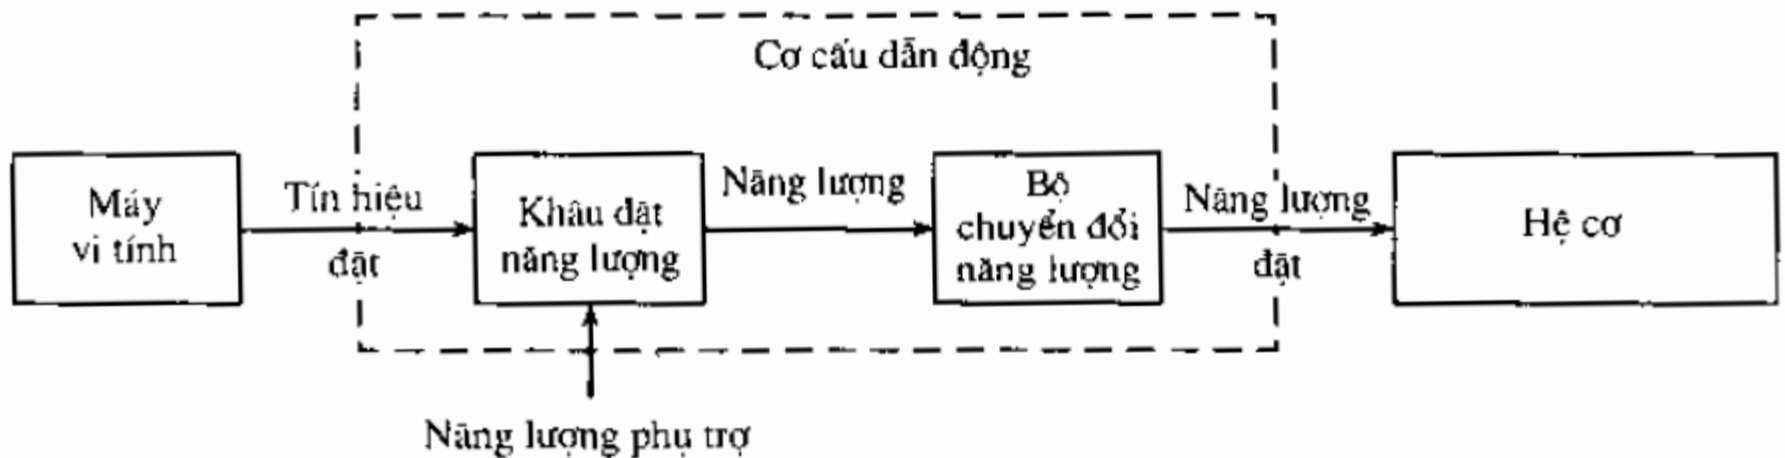 Cơ cấu dẫn động
Máy
vi tính
Tín hiệu
đặt
Khâu đặt
năng lượng
Năng lượng
Bộ
chuyển đổi
năng lượng
Năng lượng
đặt
Hệ cơ
Năng lượng phụ trợ